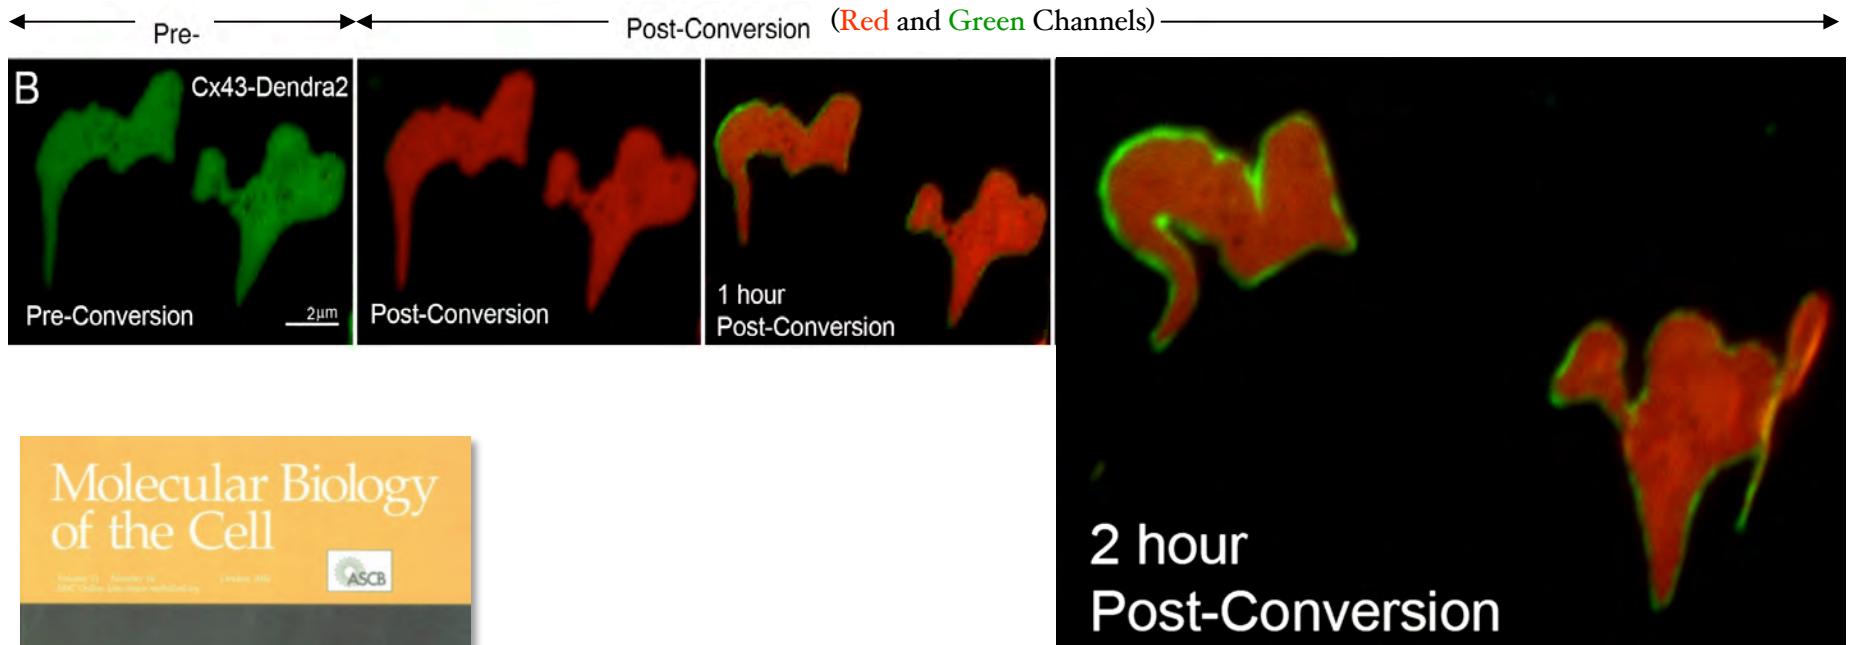 Pre-
Post-Conversion (Red and Green Channels)
B
Cx43-Dendra2
Pre-Conversion
2µm
Post-Conversion
1 hour
Post-Conversion
2 hour
Post-Conversion
Molecular Biology
of the Cell
ASCB